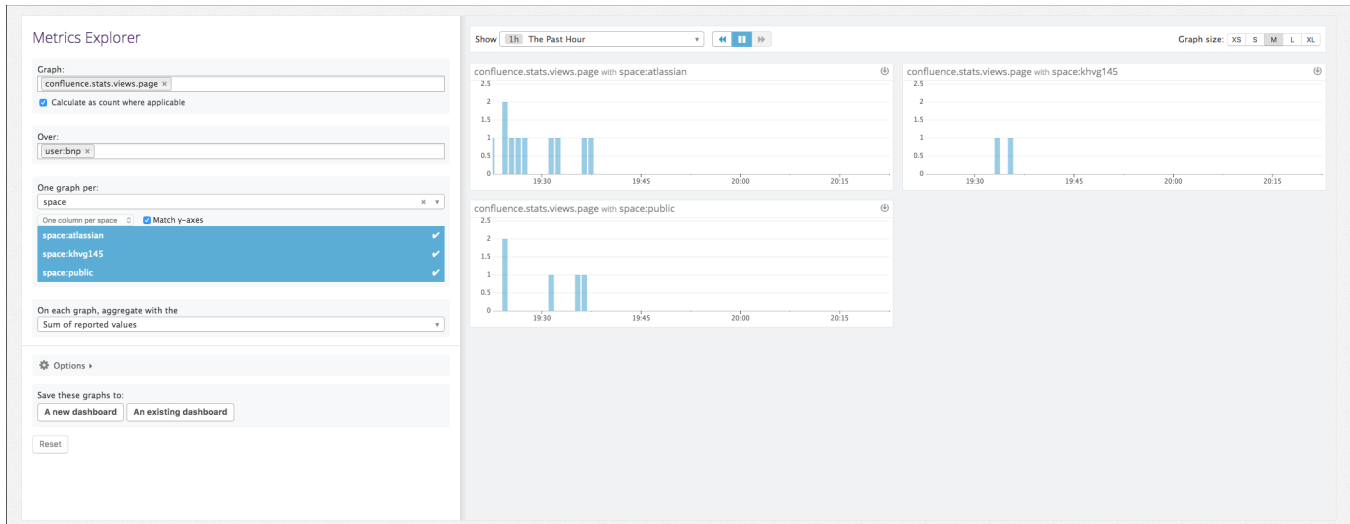 Metrics Explorer
Graph:
confluence.stats.views.page ×
Calculate as count where applicable
Over:
user:bnp ×
One graph per:
space
One column per space Match y-axes
space:atlassian
space:khvg145
space:public
On each graph, aggregate with the
Sum of reported values
Options
Save these graphs to:
A new dashboard An existing dashboard
Reset
Show 1h The Past Hour
Graph size: XS S M L XL
confluence.stats.views.page with space:atlassian
2.5
2
1.5
1
0.5
0
19:30 19:45 20:00 20:15
confluence.stats.views.page with space:khvg145
2.5
2
1.5
1
0.5
0
19:30 19:45 20:00 20:15
confluence.stats.views.page with space:public
2.5
2
1.5
1
0.5
0
19:30 19:45 20:00 20:15